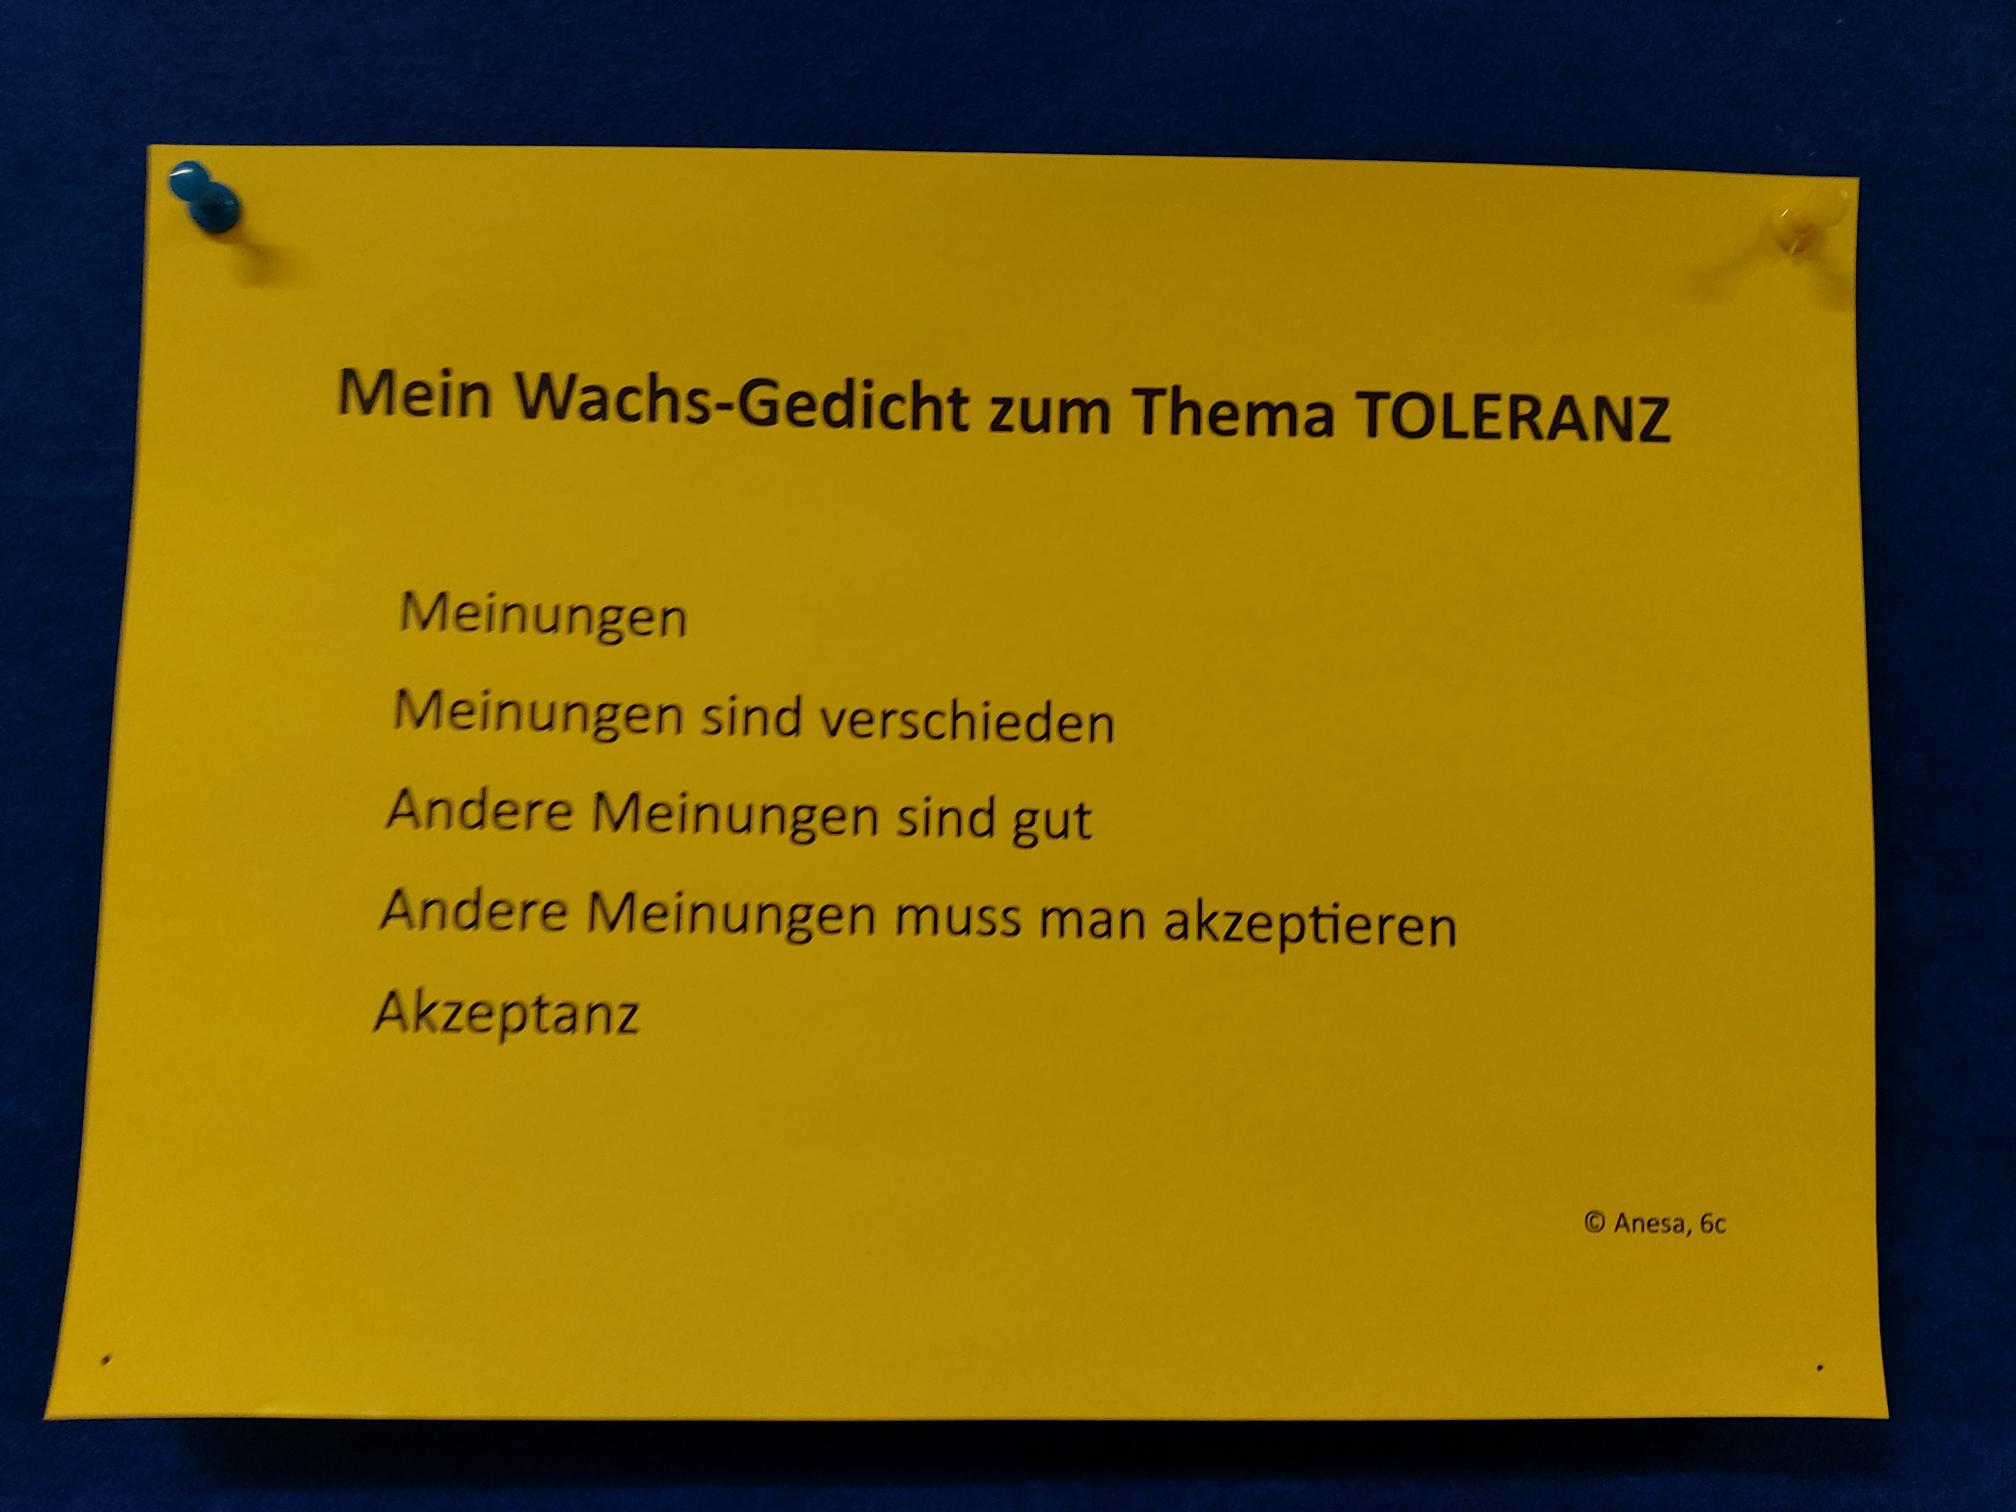 Mein Wachs-Gedicht zum Thema TOLERANZ
Meinungen
Meinungen sind verschieden
Andere Meinungen sind gut
Andere Meinungen muss man akzeptieren
Akzeptanz
© Anesa, 6c